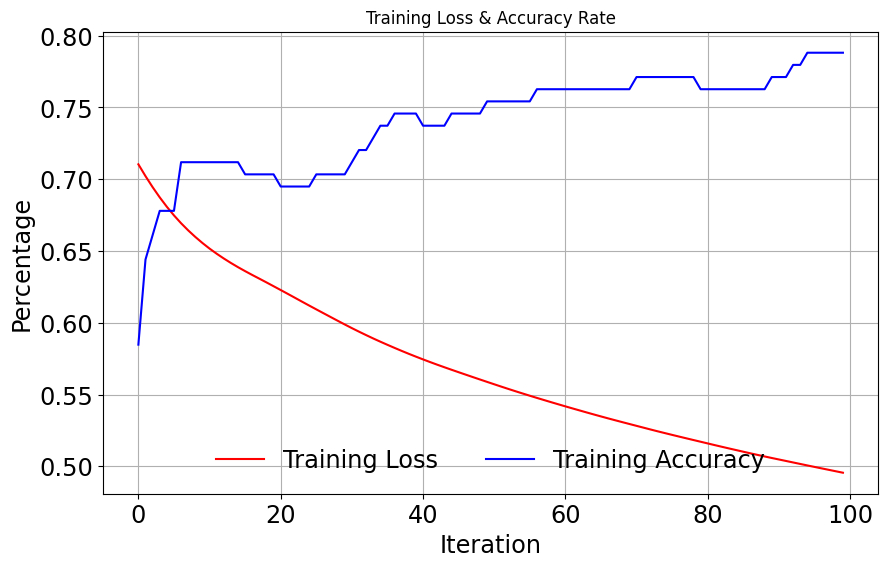 Training Loss & Accuracy Rate
0.80
0.75
0.70
0.65
0.60
0.55
0.50
Percentage
Training Loss Training Accuracy
0 20 40 60 80 100
Iteration